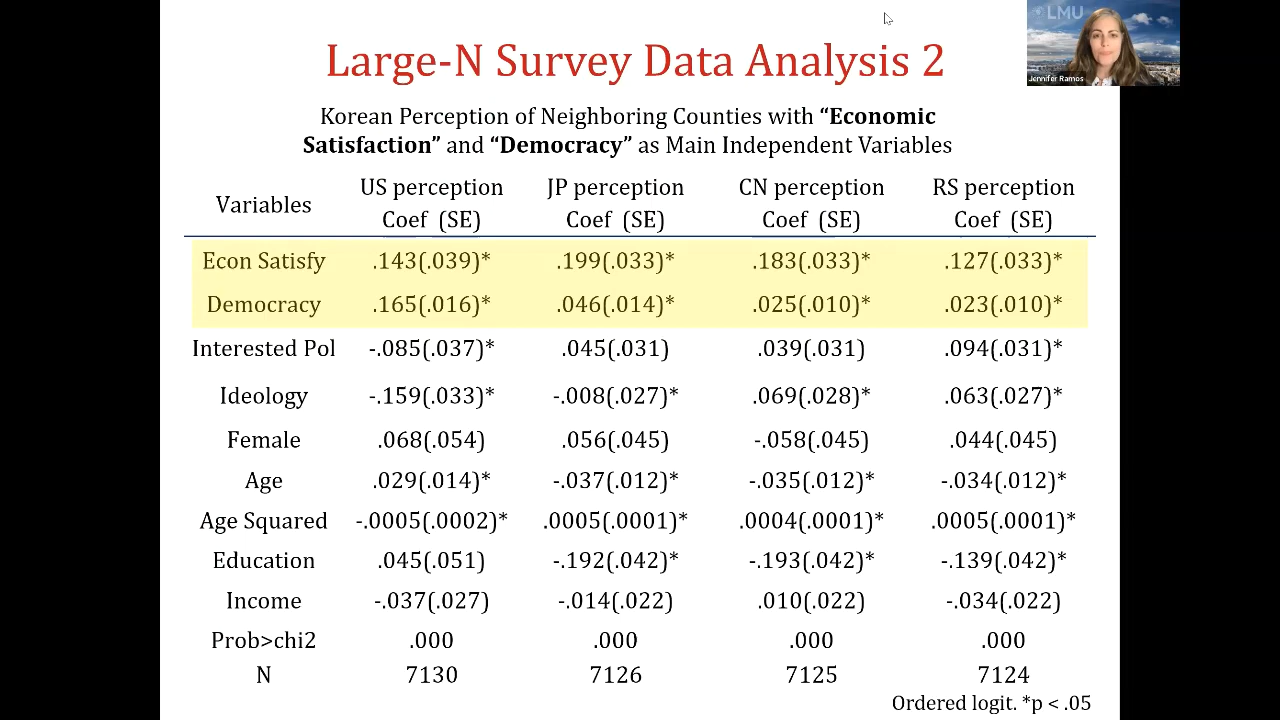 LMU
Jennifer Ramos
Large-N Survey Data Analysis 2
Korean Perception of Neighboring Counties with “Economic
Satisfaction” and “Democracy” as Main Independent Variables
Variables US perception Coef (SE) JP perception Coef (SE) CN perception Coef (SE) RS perception Coef (SE)
Econ Satisfy .143(.039)* .199(.033)* .183(.033)* .127(.033)*
Democracy .165(.016)* .046(.014)* .025(.010)* .023(.010)*
Interested Pol -.085(.037)* .045(.031) .039(.031) .094(.031)*
Ideology -.159(.033)* -.008(.027)* .069(.028)* .063(.027)*
Female .068(.054) .056(.045) -.058(.045) .044(.045)
Age .029(.014)* -.037(.012)* -.035(.012)* -.034(.012)*
Age Squared -.0005(.0002)* .0005(.0001)* .0004(.0001)* .0005(.0001)*
Education .045(.051) -.192(.042)* -.193(.042)* -.139(.042)*
Income -.037(.027) -.014(.022) .010(.022) -.034(.022)
Prob>chi2 .000 .000 .000 .000
N 7130 7126 7125 7124
Ordered logit. *p < .05